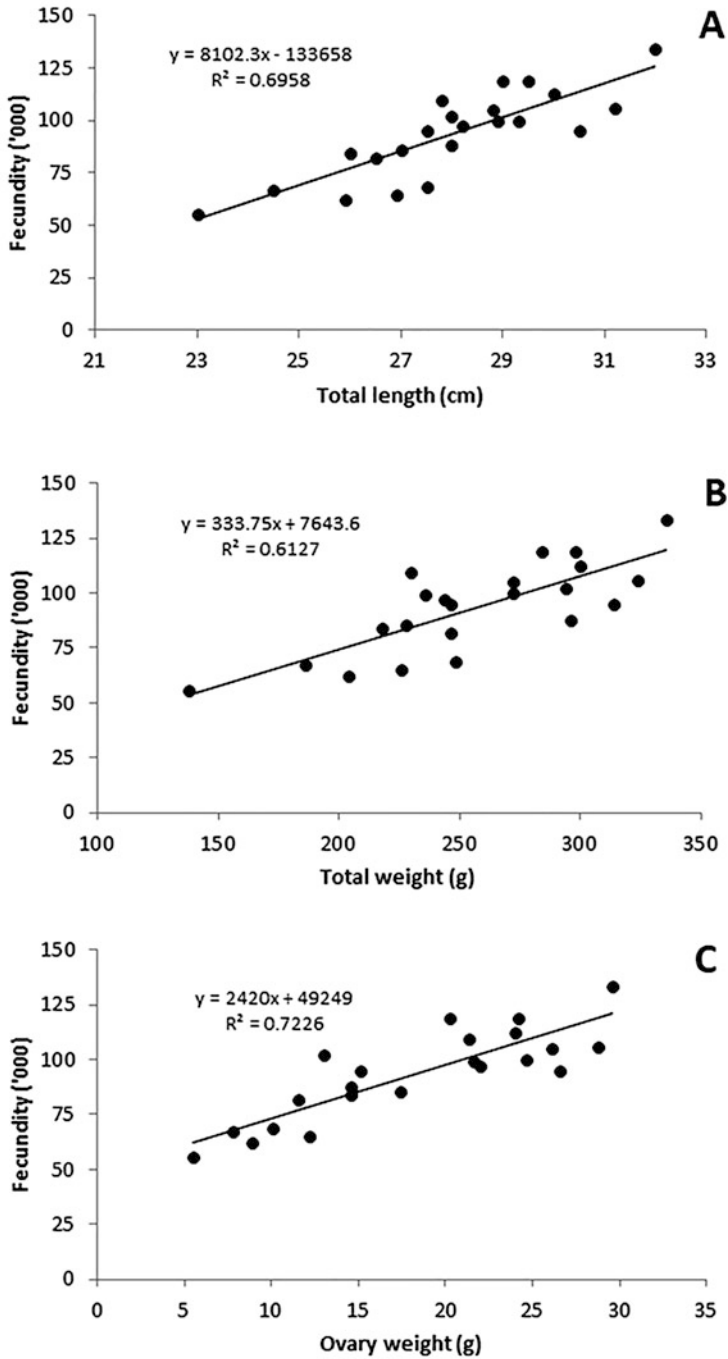 A
y = 8102.3x - 133658
R² = 0.6958
Fecundity ('000)
150
125
100
75
50
25
0
21 23 25 27 29 31 33
Total length (cm)
B
y = 333.75x + 7643.6
R² = 0.6127
Fecundity ('000)
150
125
100
75
50
25
0
100 150 200 250 300 350
Total weight (g)
C
y = 2420x + 49249
R² = 0.7226
Fecundity ('000)
150
125
100
75
50
25
0
0 5 10 15 20 25 30 35
Ovary weight (g)